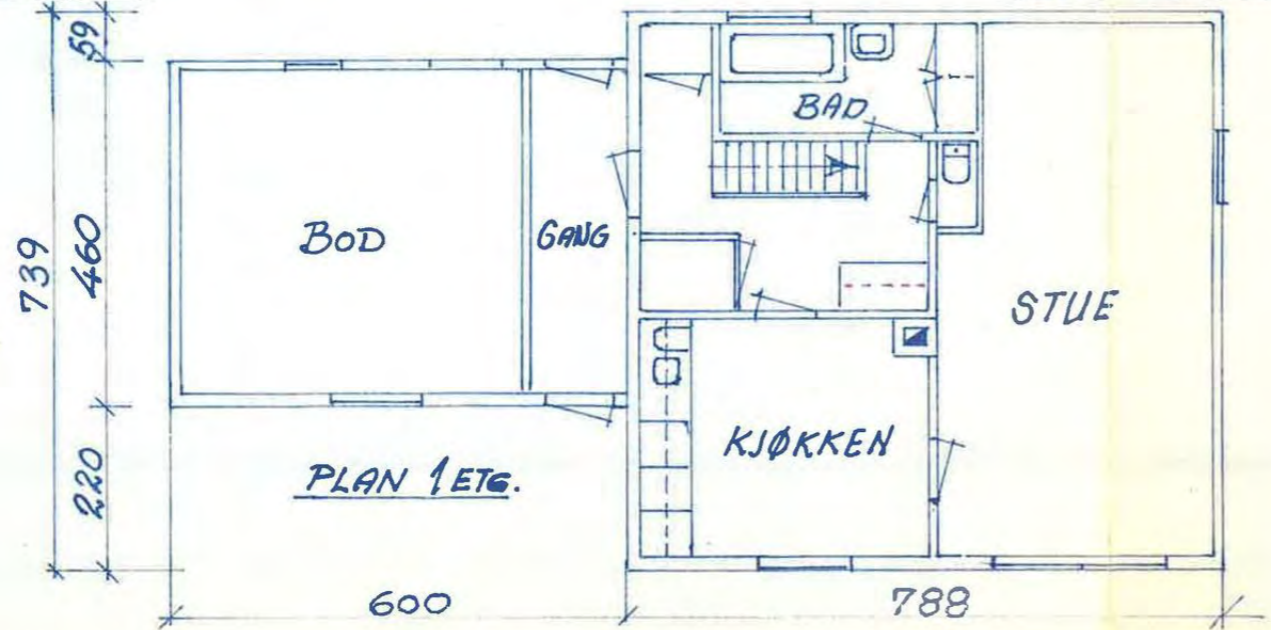 59
BAD
739
460
BOD
GANG
STUE
KJØKKEN
220
PLAN 1 ETG.
600
788